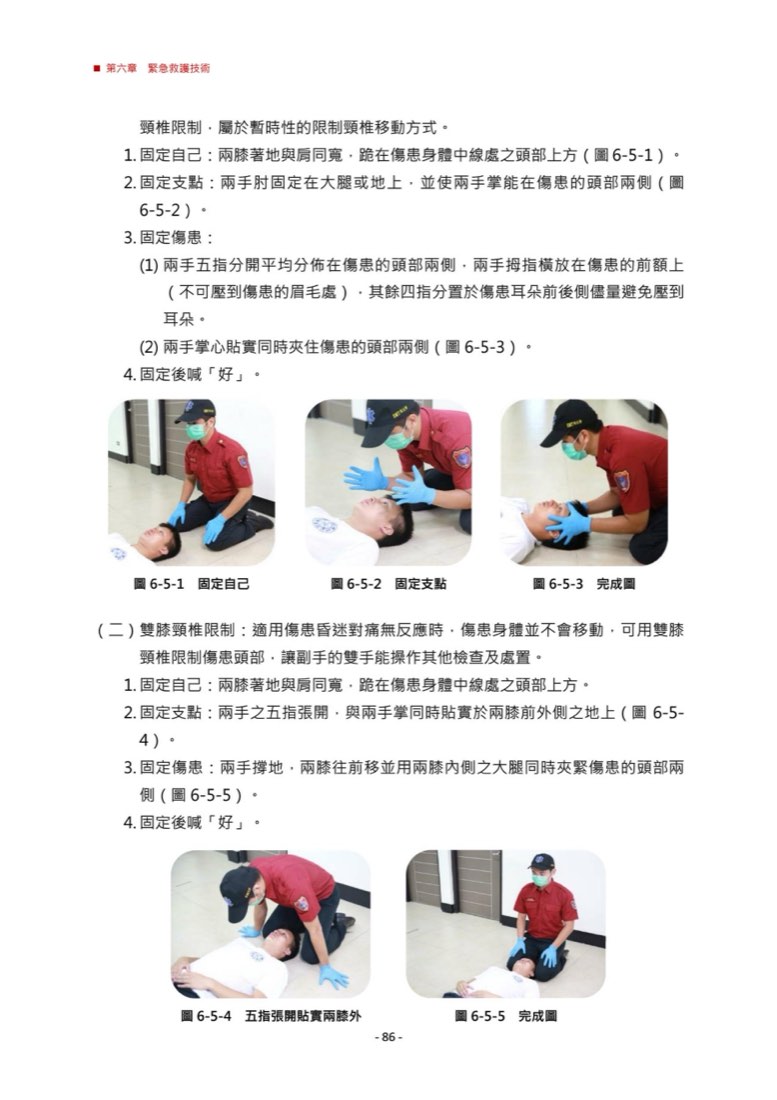 ■ 第六章 緊急救護技術
頸椎限制，屬於暫時性的限制頸椎移動方式。
1. 固定自己：兩膝著地與肩同寬，跪在傷患身體中線處之頭部上方（圖6-5-1）。
2. 固定支點：兩手肘固定在大腿或地上，並使兩手掌能在傷患的頭部兩側（圖
6-5-2）。
3. 固定傷患：
(1) 兩手五指分開平均分佈在傷患的頭部兩側，兩手拇指橫放在傷患的前額上
（不可壓到傷患的眉毛處），其餘四指分置於傷患耳朵前後側儘量避免壓到
耳朵。
(2) 兩手掌心貼實同時夾住傷患的頭部兩側（圖6-5-3）。
4. 固定後喊「好」。
圖 6-5-1 固定自己
圖 6-5-2 固定支點
圖 6-5-3 完成圖
（二）雙膝頸椎限制：適用傷患昏迷對痛無反應時，傷患身體並不會移動，可用雙膝
頸椎限制傷患頭部，讓副手的雙手能操作其他檢查及處置。
1. 固定自己：兩膝著地與肩同寬，跪在傷患身體中線處之頭部上方。
2. 固定支點：兩手之五指張開，與兩手掌同時貼實於兩膝前外側之地上（圖 6-5-
4）。
3. 固定傷患：兩手撐地，兩膝往前移並用兩膝內側之大腿同時夾緊傷患的頭部兩
側（圖 6-5-5）。
4. 固定後喊「好」。
圖 6-5-4 五指張開貼實兩膝外
圖 6-5-5 完成圖
- 86 -